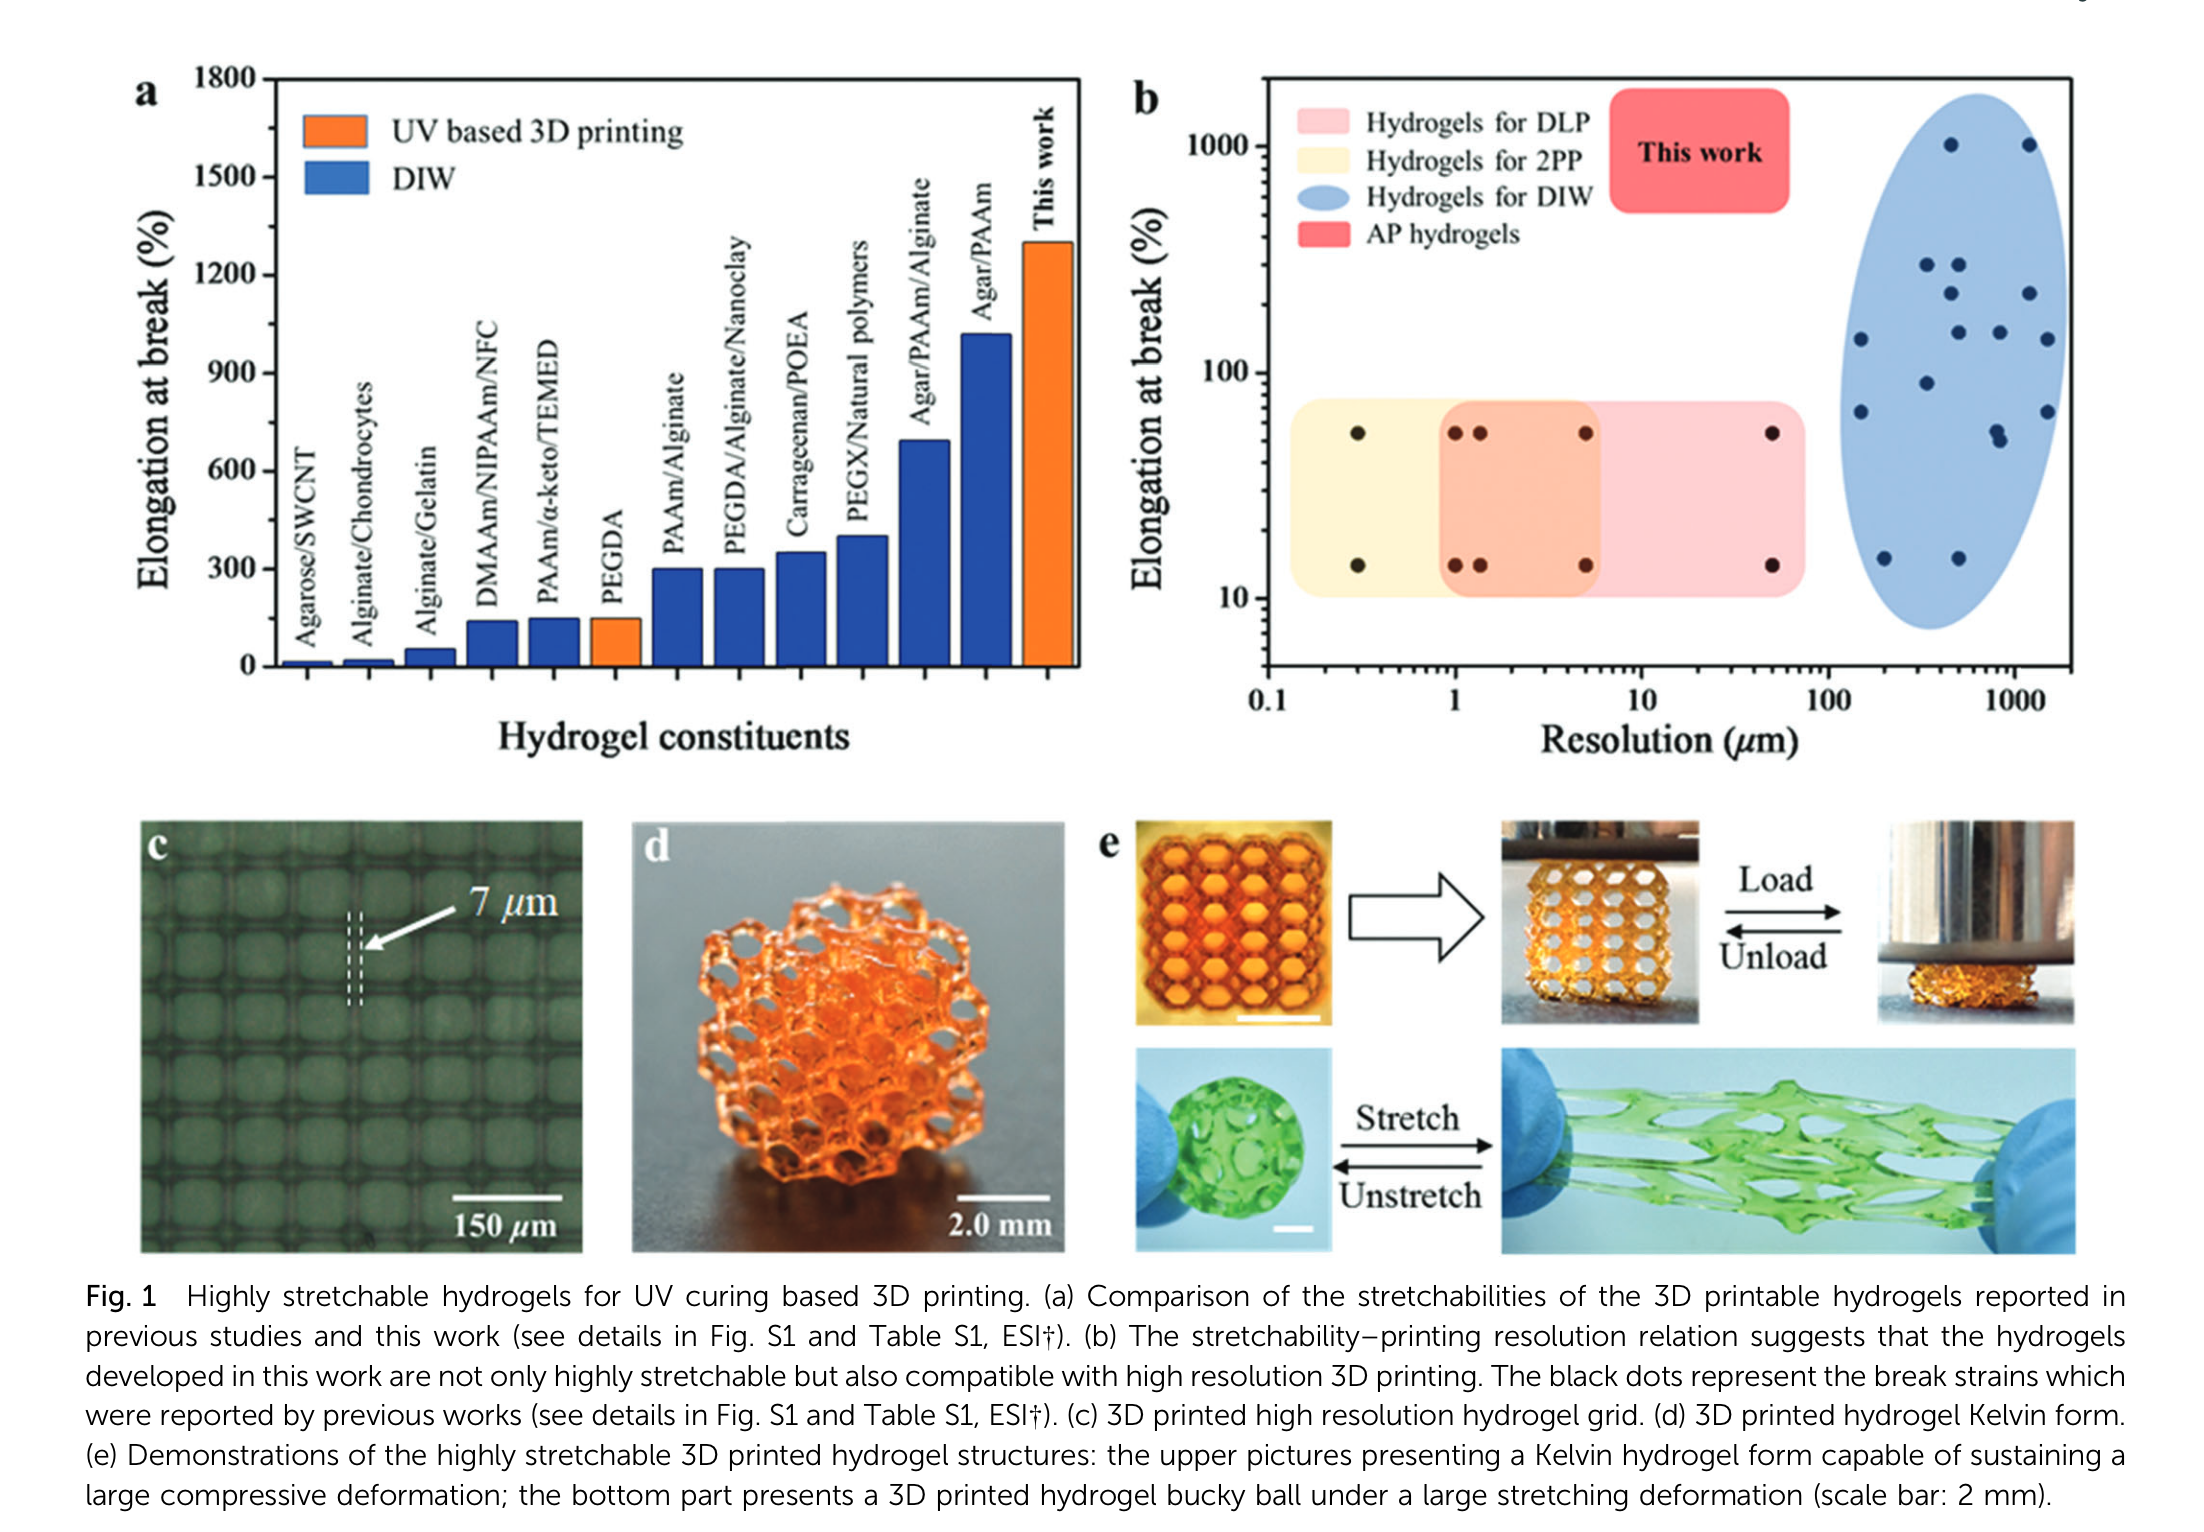 a
1800
1500
1200
900
600
300
0
Elongation at break (%)
UV based 3D printing
DIW
Agarose/SWCNT
Alginate/Chondrocytes
Alginate/Gelatin
DMAAm/NIPAAm/NFC
PAAm/α-keto/TEMED
PEGDA
PAAm/Alginate
PEGDA/Alginate/Nanoclay
Carrageenan/POEA
PEGX/Natural polymers
Agar/PAAm/Alginate
Agar/PAAm
This work
Hydrogel constituents
b
1000
100
10
Elongation at break (%)
Hydrogels for DLP
Hydrogels for 2PP
Hydrogels for DIW
AP hydrogels
This work
0.1 1 10 100 1000
Resolution (μm)
c
7 μm
150 μm
d
2.0 mm
e
Load
Unload
Stretch
Unstretch
Fig. 1 Highly stretchable hydrogels for UV curing based 3D printing. (a) Comparison of the stretchabilities of the 3D printable hydrogels reported in
previous studies and this work (see details in Fig. S1 and Table S1, ESI†). (b) The stretchability–printing resolution relation suggests that the hydrogels
developed in this work are not only highly stretchable but also compatible with high resolution 3D printing. The black dots represent the break strains which
were reported by previous works (see details in Fig. S1 and Table S1, ESI†). (c) 3D printed high resolution hydrogel grid. (d) 3D printed hydrogel Kelvin form.
(e) Demonstrations of the highly stretchable 3D printed hydrogel structures: the upper pictures presenting a Kelvin hydrogel form capable of sustaining a
large compressive deformation; the bottom part presents a 3D printed hydrogel bucky ball under a large stretching deformation (scale bar: 2 mm).